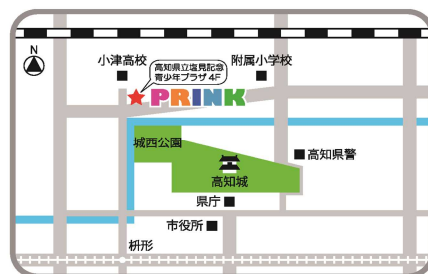 N
小津高校
高知県立塩見記念
青少年プラザ 4F
附属小学校
PRINK
城西公園
高知県警
高知城
県庁
市役所
枡形